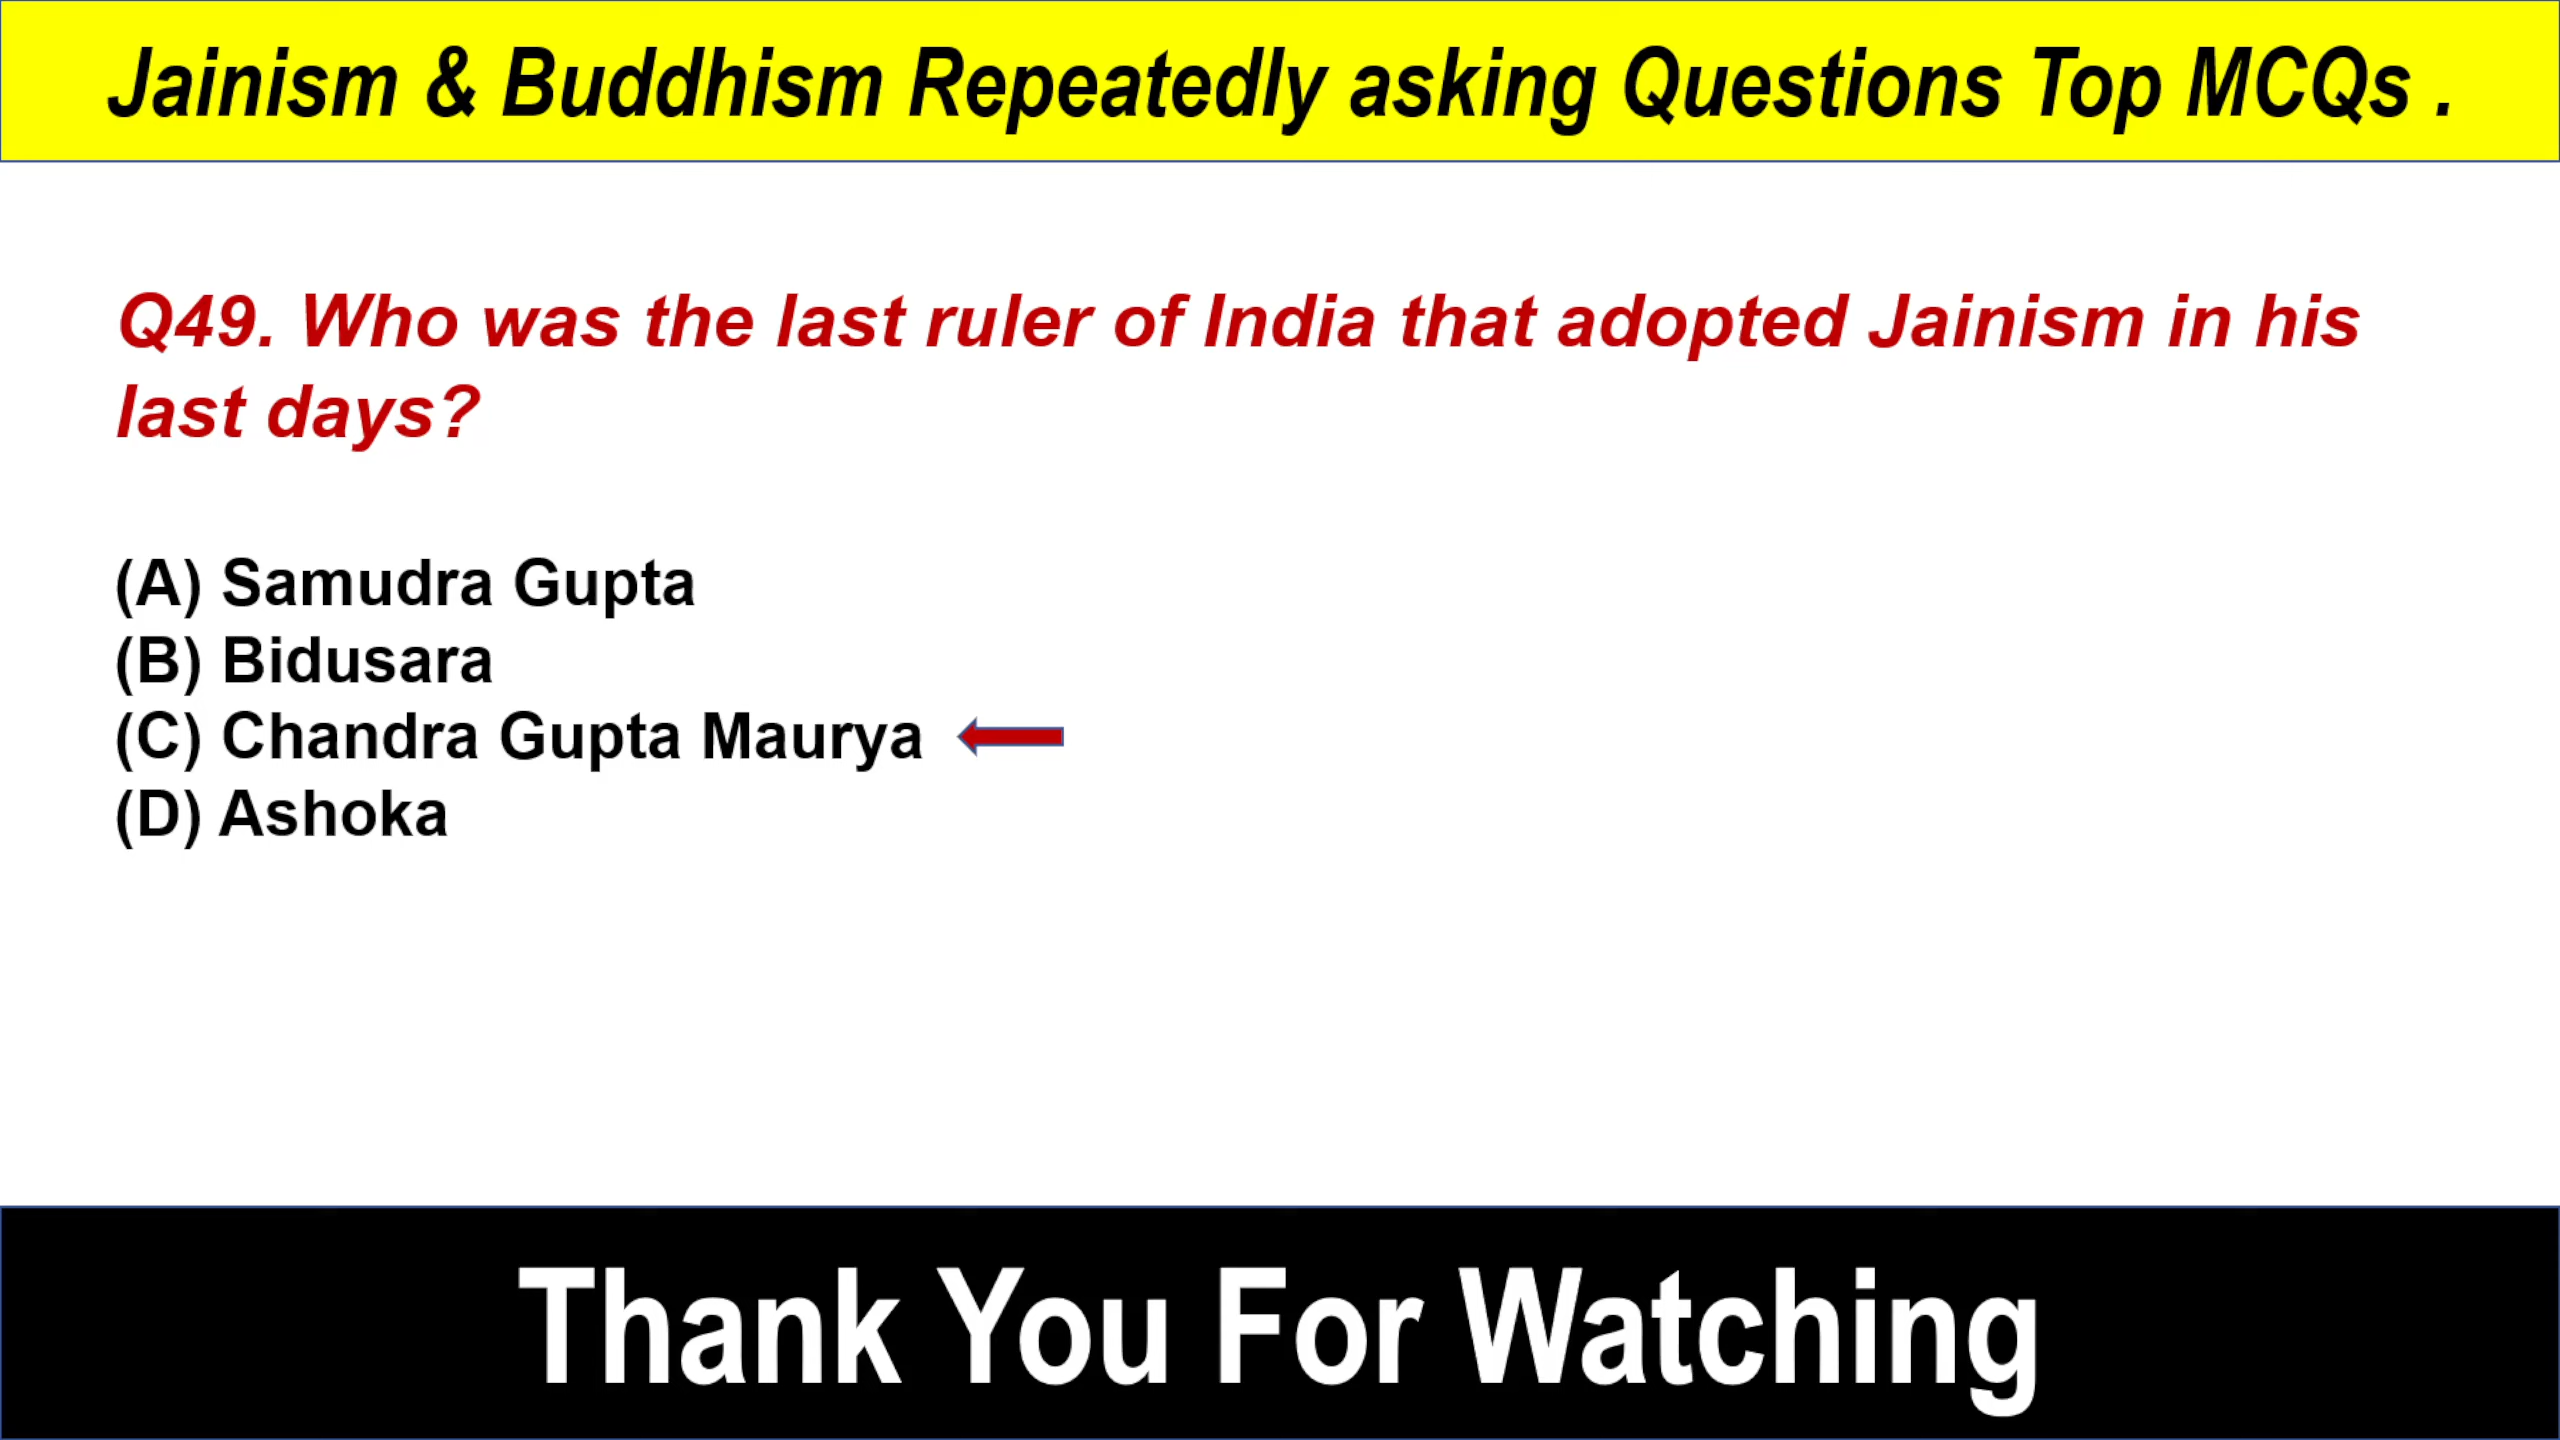 Jainism & Buddhism Repeatedly asking Questions Top MCQs .
Q49. Who was the last ruler of India that adopted Jainism in his
last days?
(A) Samudra Gupta
(B) Bidusara
(C) Chandra Gupta Maurya
(D) Ashoka
Thank You For Watching